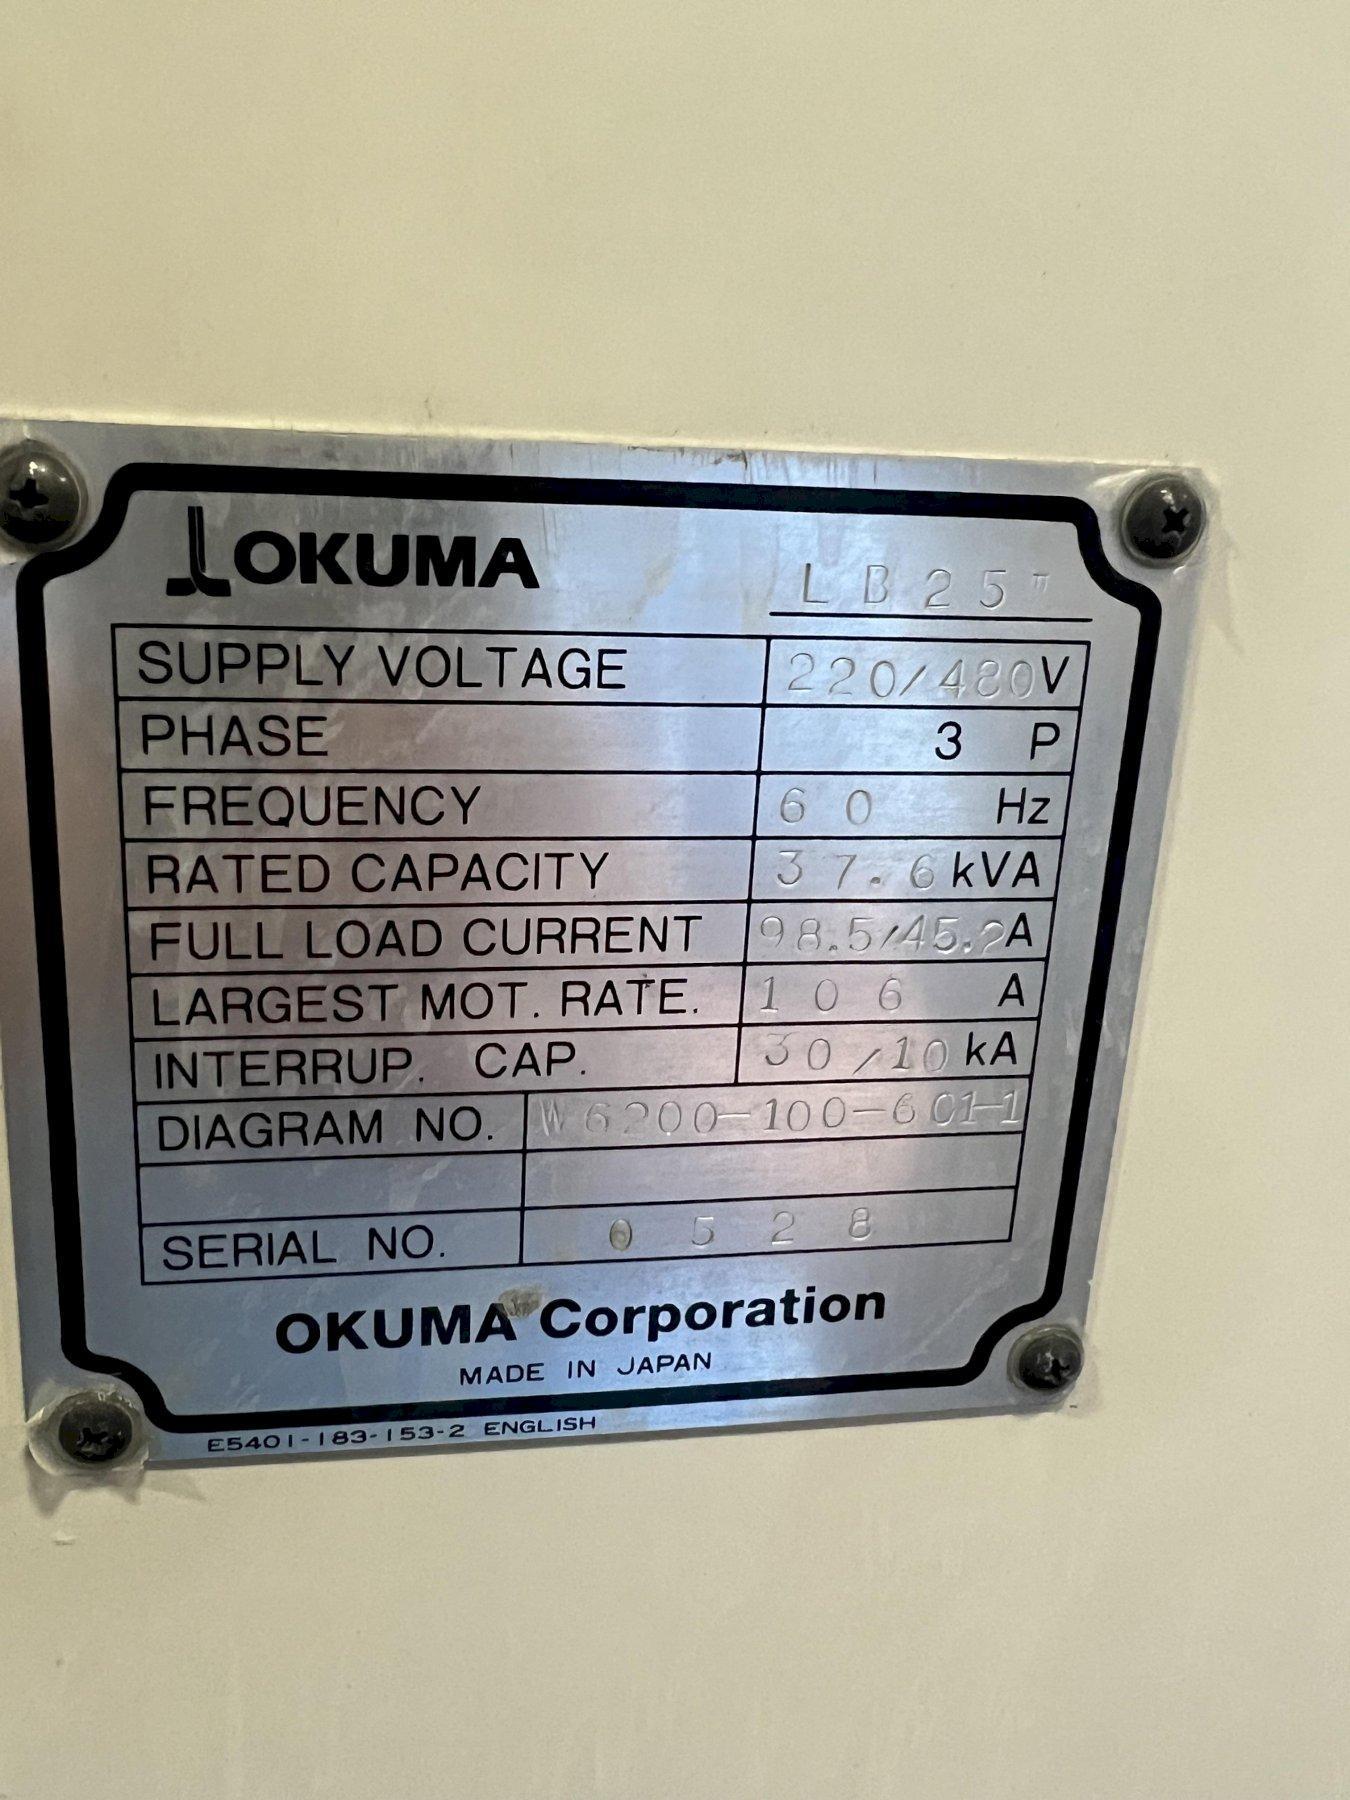 OKUMA
LB25"
SUPPLY VOLTAGE 220/480V
PHASE 3 P
FREQUENCY 60 Hz
RATED CAPACITY 37.6 kVA
FULL LOAD CURRENT 98.5/45.2A
LARGEST MOT. RATE. 106 A
INTERRUP. CAP. 30/10 kA
DIAGRAM NO. W6200-100-601-1
SERIAL NO. 0528
OKUMA Corporation
MADE IN JAPAN
E5401-183-153-2 ENGLISH